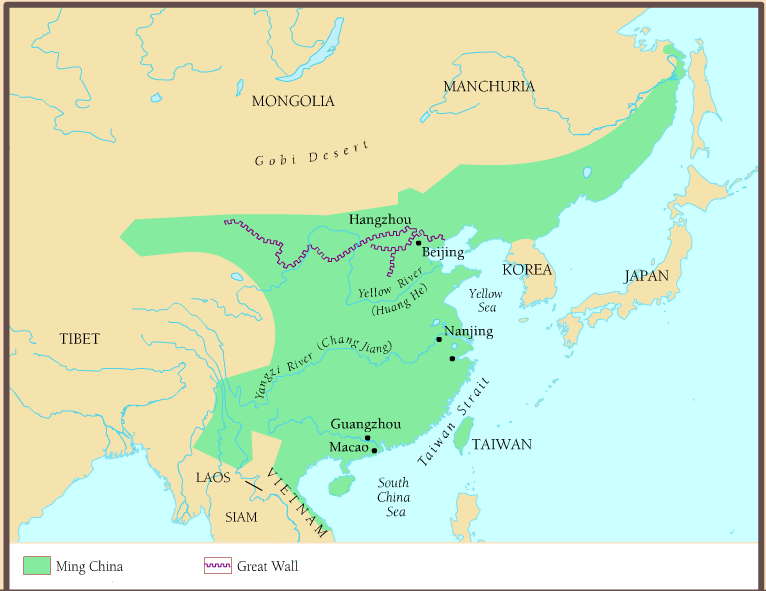 MONGOLIA
MANCHURIA
Gobi Desert
Hangzhou
Beijing
KOREA
JAPAN
Yellow River
(Huang He)
Yellow
Sea
TIBET
Nanjing
Yangzi River (Chang Jiang)
Taiwan Strait
Guangzhou
Macao
TAIWAN
LAOS
VIETNAM
South
China
Sea
SIAM
Ming China
Great Wall